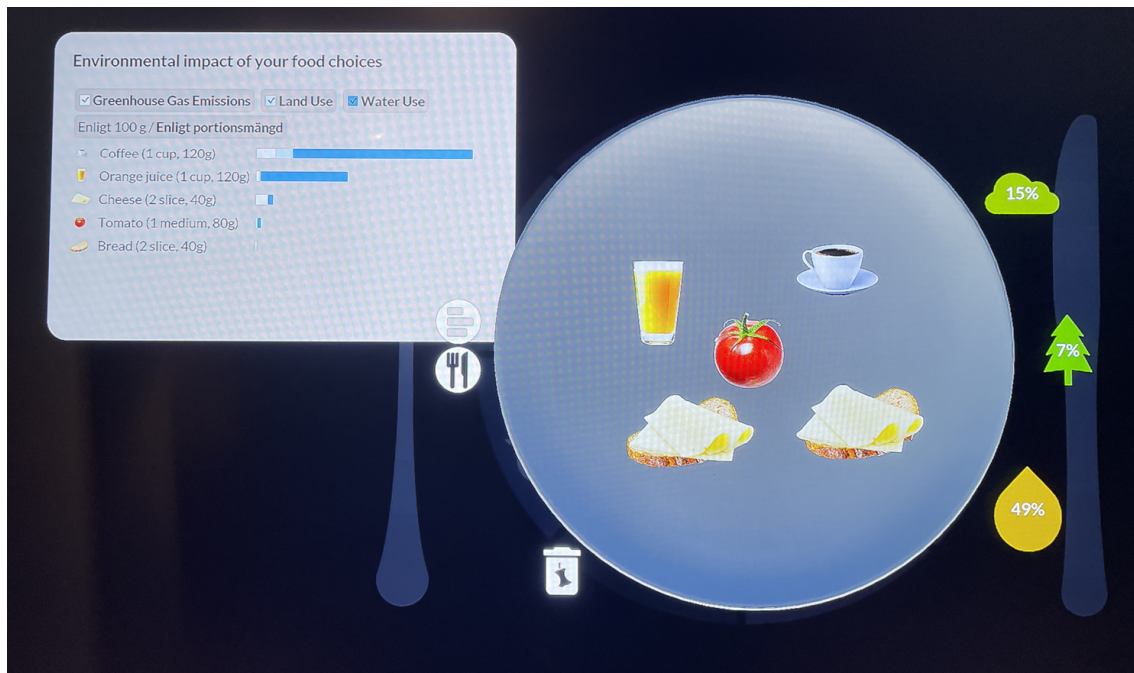 Environmental impact of your food choices
Greenhouse Gas Emissions Land Use Water Use
Enligt 100 g / Enligt portionsmängd
Coffee (1 cup, 120g)
Orange juice (1 cup, 120g)
Cheese (2 slice, 40g)
Tomato (1 medium, 80g)
Bread (2 slice, 40g)
15%
7%
49%